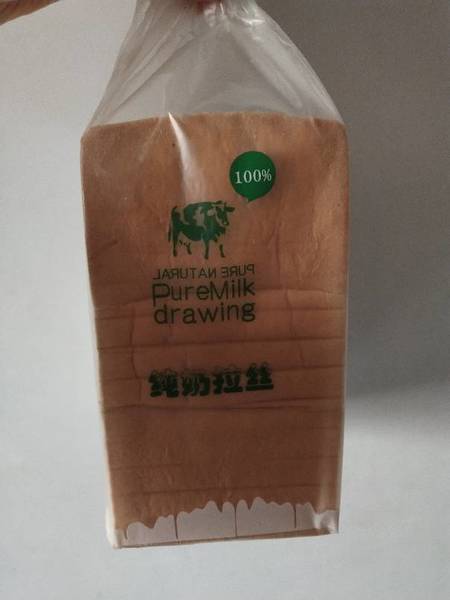 100%
PURE NATURAL
PureMilk
drawing
纯奶拉丝